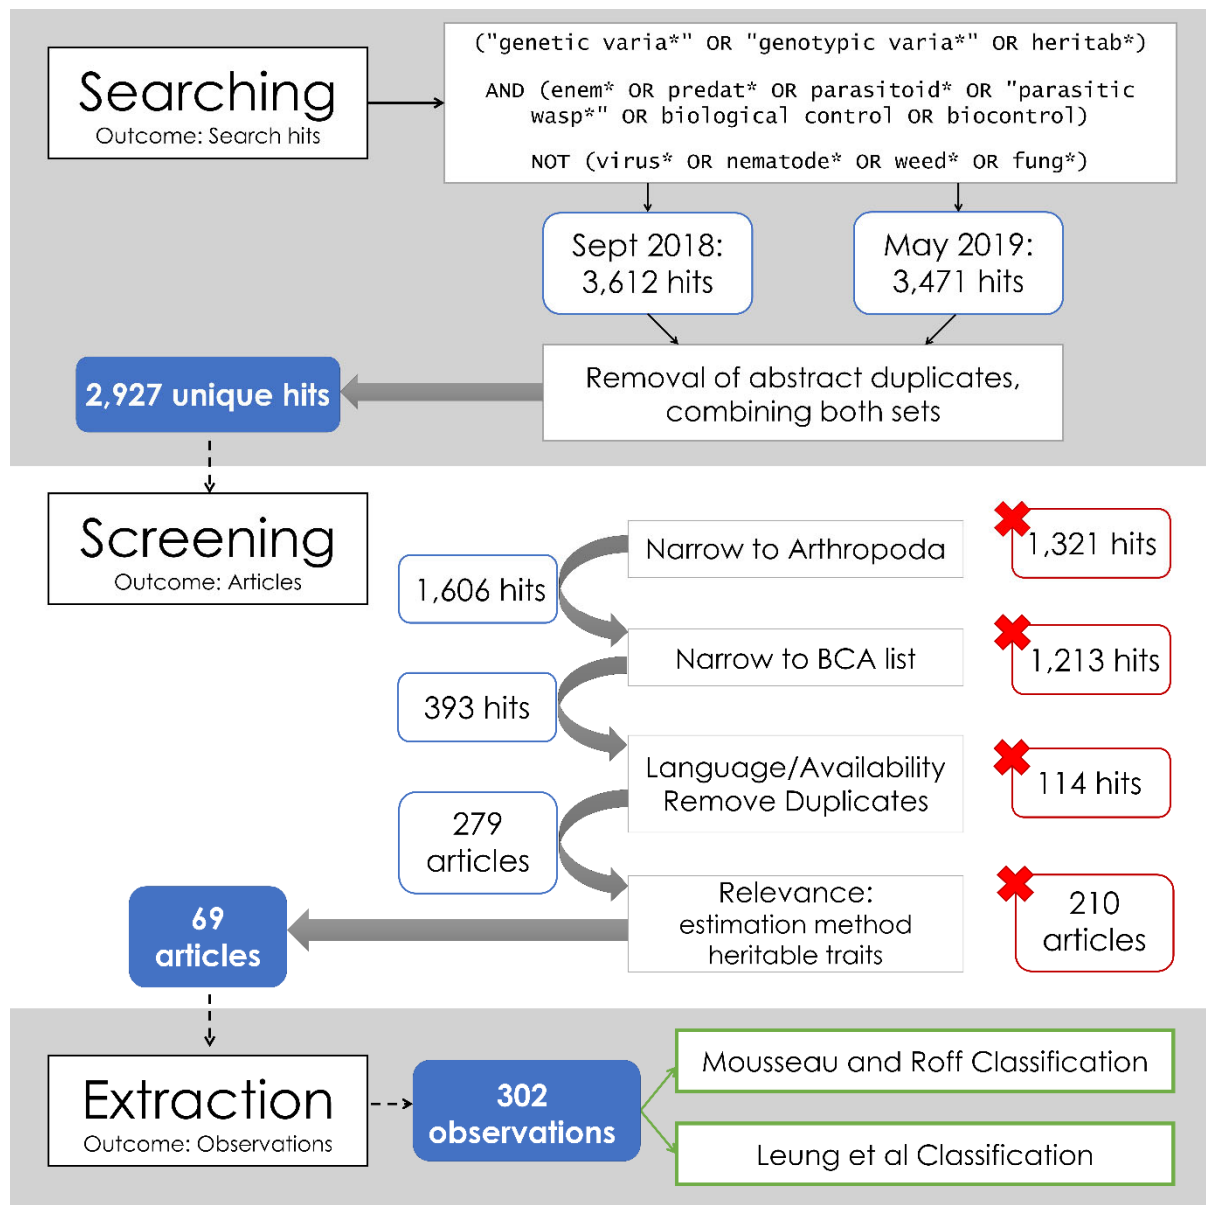 Searching
Outcome: Search hits
("genetic varia*" OR "genotypic varia*" OR heritab*)
AND (enem* OR predat* OR parasitoid* OR "parasitic
wasp*" OR biological control OR biocontrol)
NOT (virus* OR nematode* OR weed* OR fung*)
Sept 2018:
3,612 hits
May 2019:
3,471 hits
Removal of abstract duplicates,
combining both sets
2,927 unique hits
Screening
Outcome: Articles
Narrow to Arthropoda
1,321 hits
1,606 hits
Narrow to BCA list
1,213 hits
393 hits
Language/Availability
Remove Duplicates
114 hits
279
articles
Relevance:
estimation method
heritable traits
210
articles
69
articles
Extraction
Outcome: Observations
302
observations
Mousseau and Roff Classification
Leung et al Classification